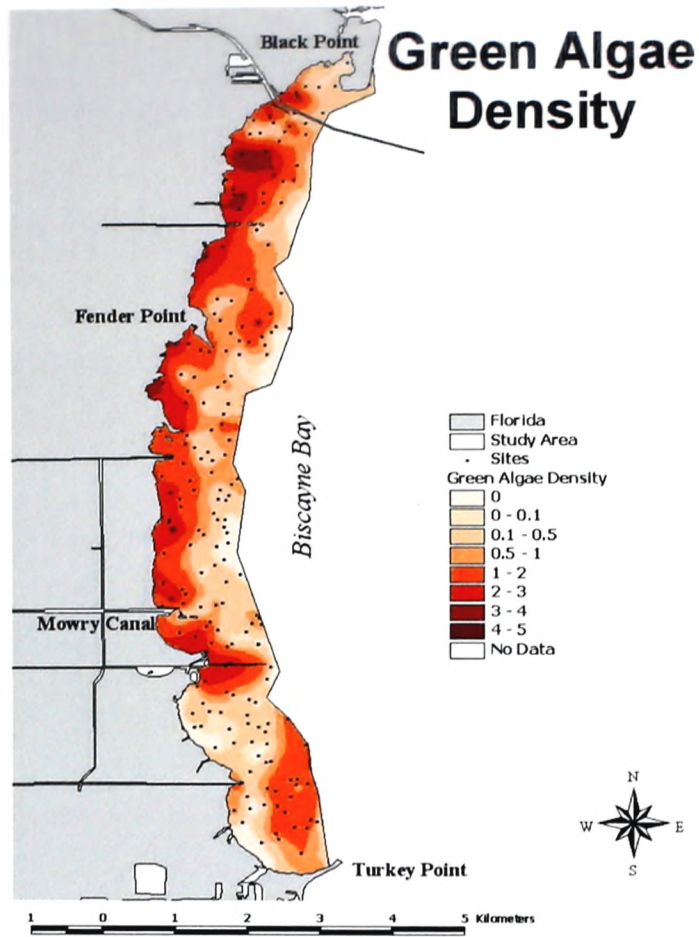 Green Algae
Density
Black Point
Fender Point
Biscayne Bay
Mowry Canal
Turkey Point
Florida
Study Area
Sites
Green Algae Density
0
0 - 0.1
0.1 - 0.5
0.5 - 1
1 - 2
2 - 3
3 - 4
4 - 5
No Data
N
W E
S
1 0 1 2 3 4 5 Kilometers